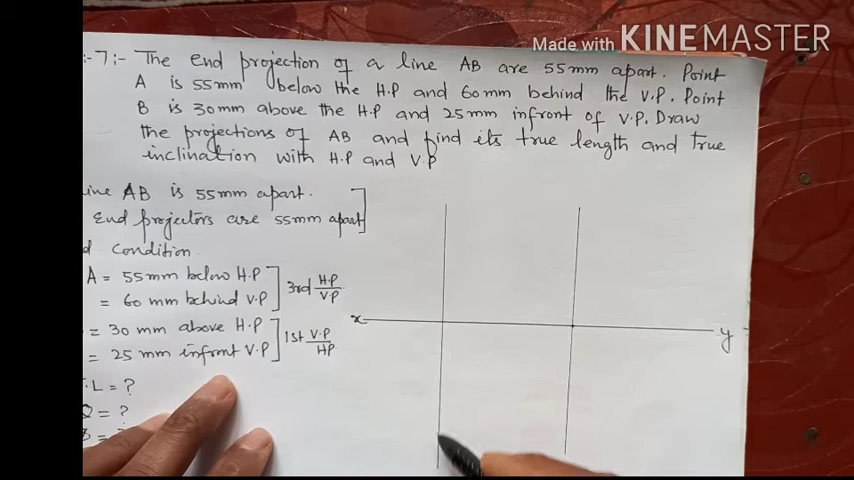 Made with KINEMASTER
:-7:- The end projection of a line AB are 55mm apart. Point
A is 55mm below the H.P and 60mm behind the V.P. Point
B is 30mm above the H.P and 25mm infront of V.P. Draw
the projections of AB and find its true length and true
inclination with H.P and V.P
Line AB is 55mm apart.
End projectors are 55mm apart
condition.
A = 55mm below H.P
= 60 mm behind V.P
3rd H.P/V.P
= 30 mm above H.P
= 25 mm infront V.P
1st V.P/HP
.L = ?
= ?
x
y